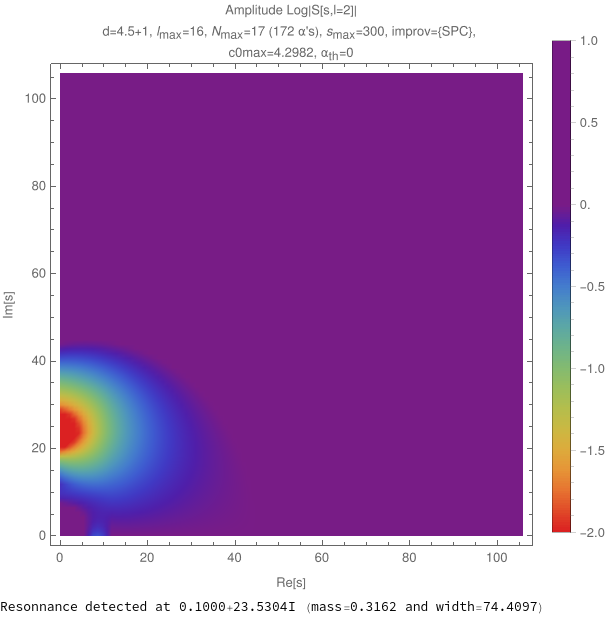 Amplitude Log|S[s,l=2]|
d=4.5+1, lmax=16, Nmax=17 (172 α's), smax=300, improv={SPC},
c0max=4.2982, αth=0
1.0
100
0.5
80
0.
60
Im[s]
-0.5
40
-1.0
20
-1.5
0
-2.0
0 20 40 60 80 100
Re[s]
Resonnance detected at 0.1000+23.5304I (mass=0.3162 and width=74.4097)